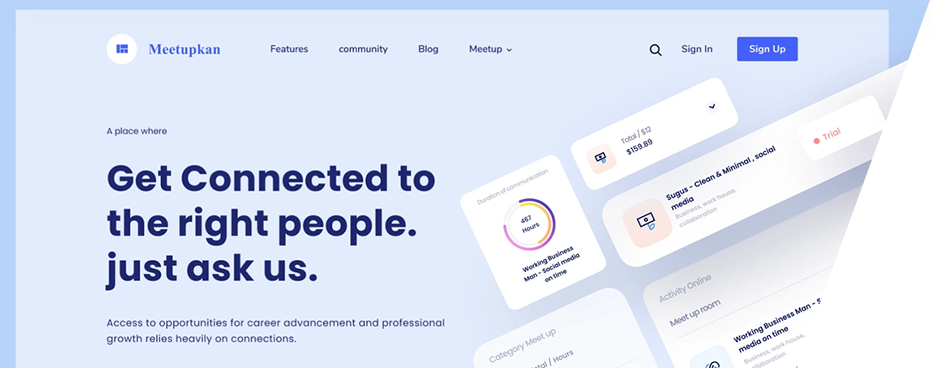 Meetupkan
Features
community
Blog
Meetup
Sign In
Sign Up
A place where
Get Connected to
the right people.
just ask us.
Access to opportunities for career advancement and professional
growth relies heavily on connections.
Total / $12
$159.89
Duration of communication
467
Hours
Working Business
Man - Social media
on time
Sugus - Clean & Minimal , social
media
Business, work house,
collaboration
Trial
Category Meet up
/ Hours
Activity Online
Meet up room
Working Business Man -
media on time
Business, work house,
collaboration